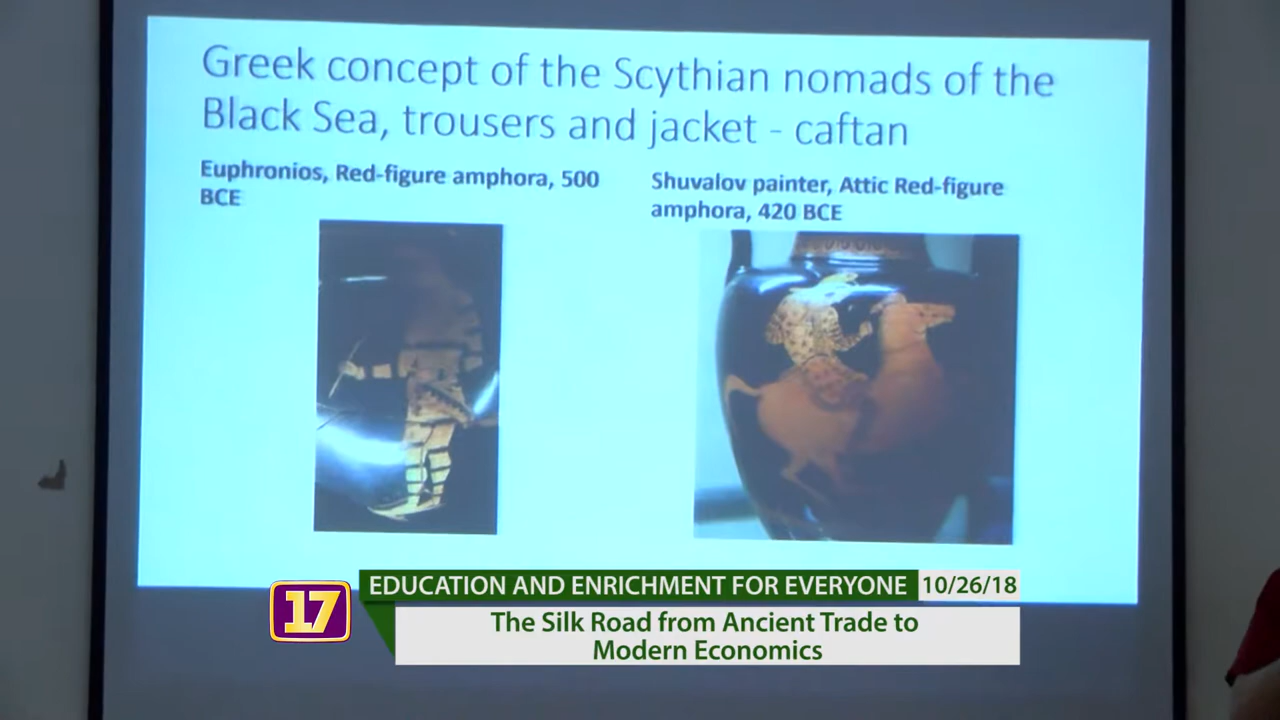 Greek concept of the Scythian nomads of the
Black Sea, trousers and jacket - caftan
Euphronios, Red-figure amphora, 500
BCE
Shuvalov painter, Attic Red-figure
amphora, 420 BCE
17
EDUCATION AND ENRICHMENT FOR EVERYONE
10/26/18
The Silk Road from Ancient Trade to
Modern Economics